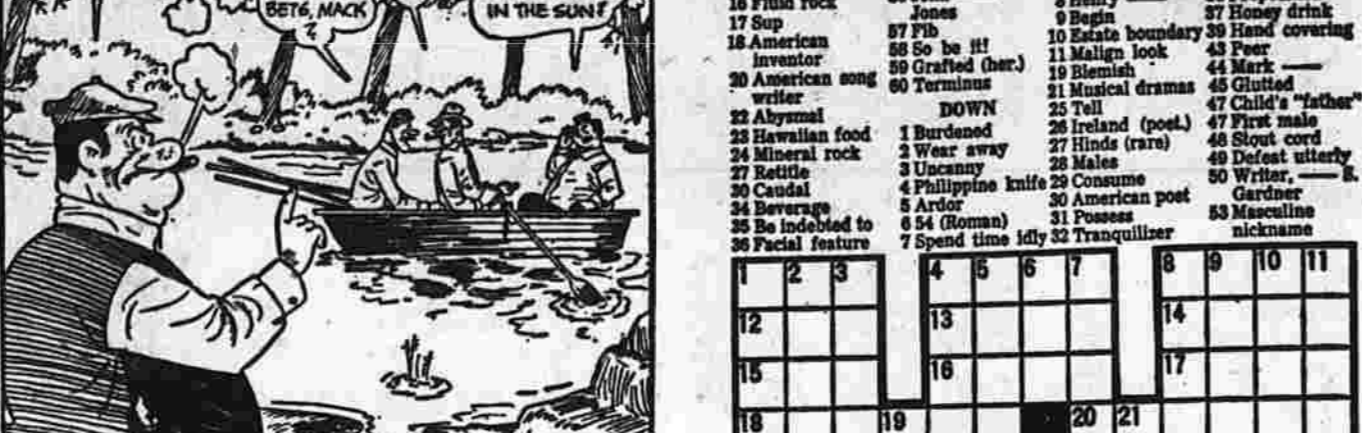 BETS, MACK
?
IN THE SUN?
16 Fluid rock
17 Sup
18 American
inventor
20 American song
writer
22 Abysmal
23 Hawaiian food
24 Mineral rock
27 Retitle
30 Caudal
34 Beverage
35 Be indebted to
36 Facial feature
Jones
57 Fib
58 So be it!
59 Grafted (her.)
60 Terminus
DOWN
1 Burdened
2 Wear away
3 Uncanny
4 Philippine knife
5 Ardor
6 54 (Roman)
7 Spend time idly
8 Henry
9 Begin
10 Estate boundary
11 Malign look
19 Blemish
21 Musical dramas
25 Tell
26 Ireland (poet.)
27 Hinds (rare)
28 Males
29 Consume
30 American poet
31 Possess
32 Tranquilizer
37 Honey drink
39 Hand covering
43 Peer
44 Mark ——
45 Glutted
47 Child's "father"
47 First male
48 Stout cord
49 Defeat utterly
50 Writer, —— S.
Gardner
53 Masculine
nickname
1 2 3 4 5 6 7 8 9 10 11
12 13 14
15 16 17
18 19 20 21